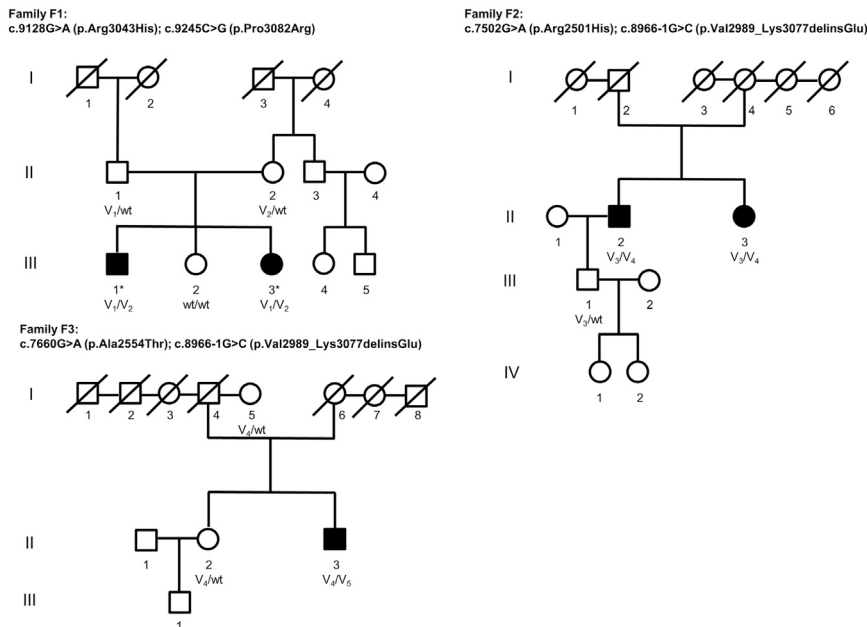 Family F1:
c.9128G>A (p.Arg3043His); c.9245C>G (p.Pro3082Arg)
I
1
2
3
4
II
1
2
3
4
V₁/wt
V₂/wt
III
1*
2
3*
4
5
V₁/V₂
wt/wt
V₁/V₂
Family F2:
c.7502G>A (p.Arg2501His); c.8966-1G>C (p.Val2989_Lys3077delinsGlu)
I
1
2
3
4
5
6
II
1
2
3
V₃/V₄
V₃/V₄
III
1
2
V₃/wt
IV
1
2
Family F3:
c.7660G>A (p.Ala2554Thr); c.8966-1G>C (p.Val2989_Lys3077delinsGlu)
I
1
2
3
4
5
6
7
8
V₄/wt
II
1
2
3
V₄/wt
V₄/V₅
III
1